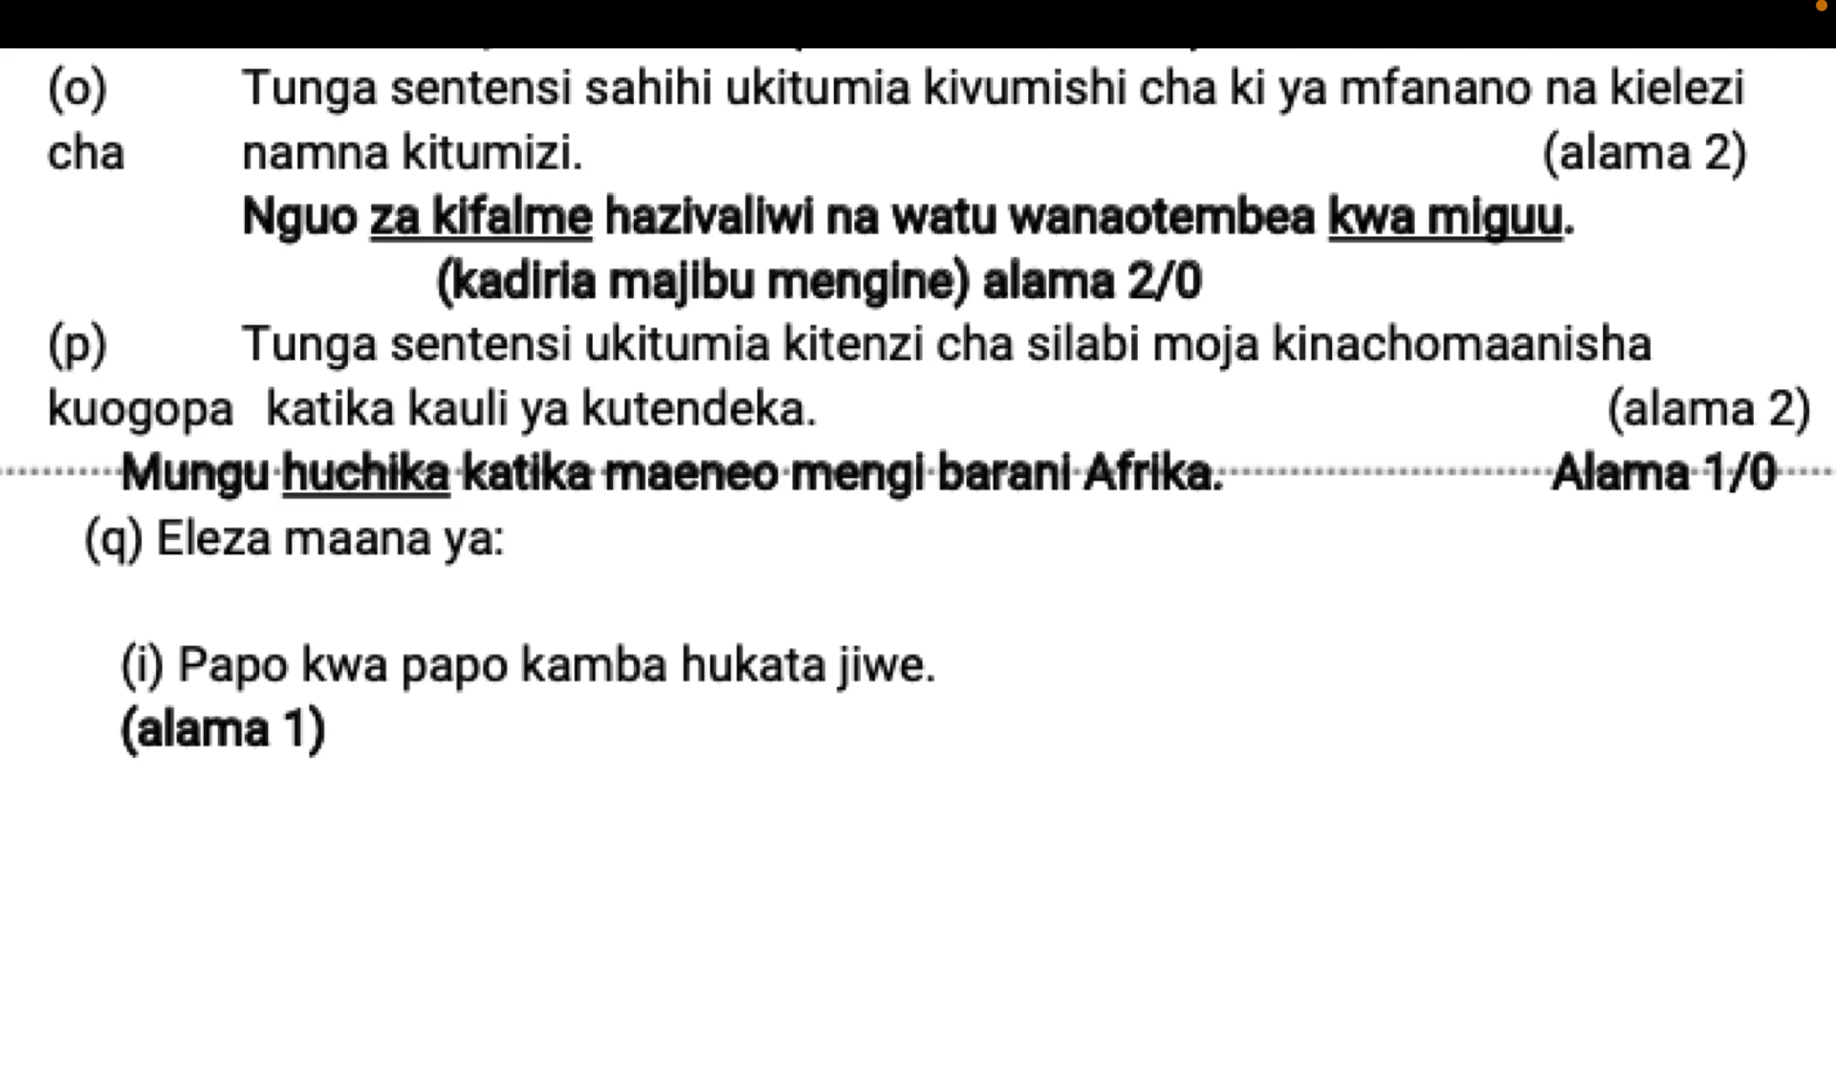 (o) Tunga sentensi sahihi ukitumia kivumishi cha ki ya mfanano na kielezi
cha namna kitumizi. (alama 2)
Nguo za kifalme hazivaliwi na watu wanaotembea kwa miguu.
(kadiria majibu mengine) alama 2/0
(p) Tunga sentensi ukitumia kitenzi cha silabi moja kinachomaanisha
kuogopa katika kauli ya kutendeka. (alama 2)
Mungu huchika katika maeneo mengi barani Afrika. Alama 1/0
(q) Eleza maana ya:
(i) Papo kwa papo kamba hukata jiwe.
(alama 1)